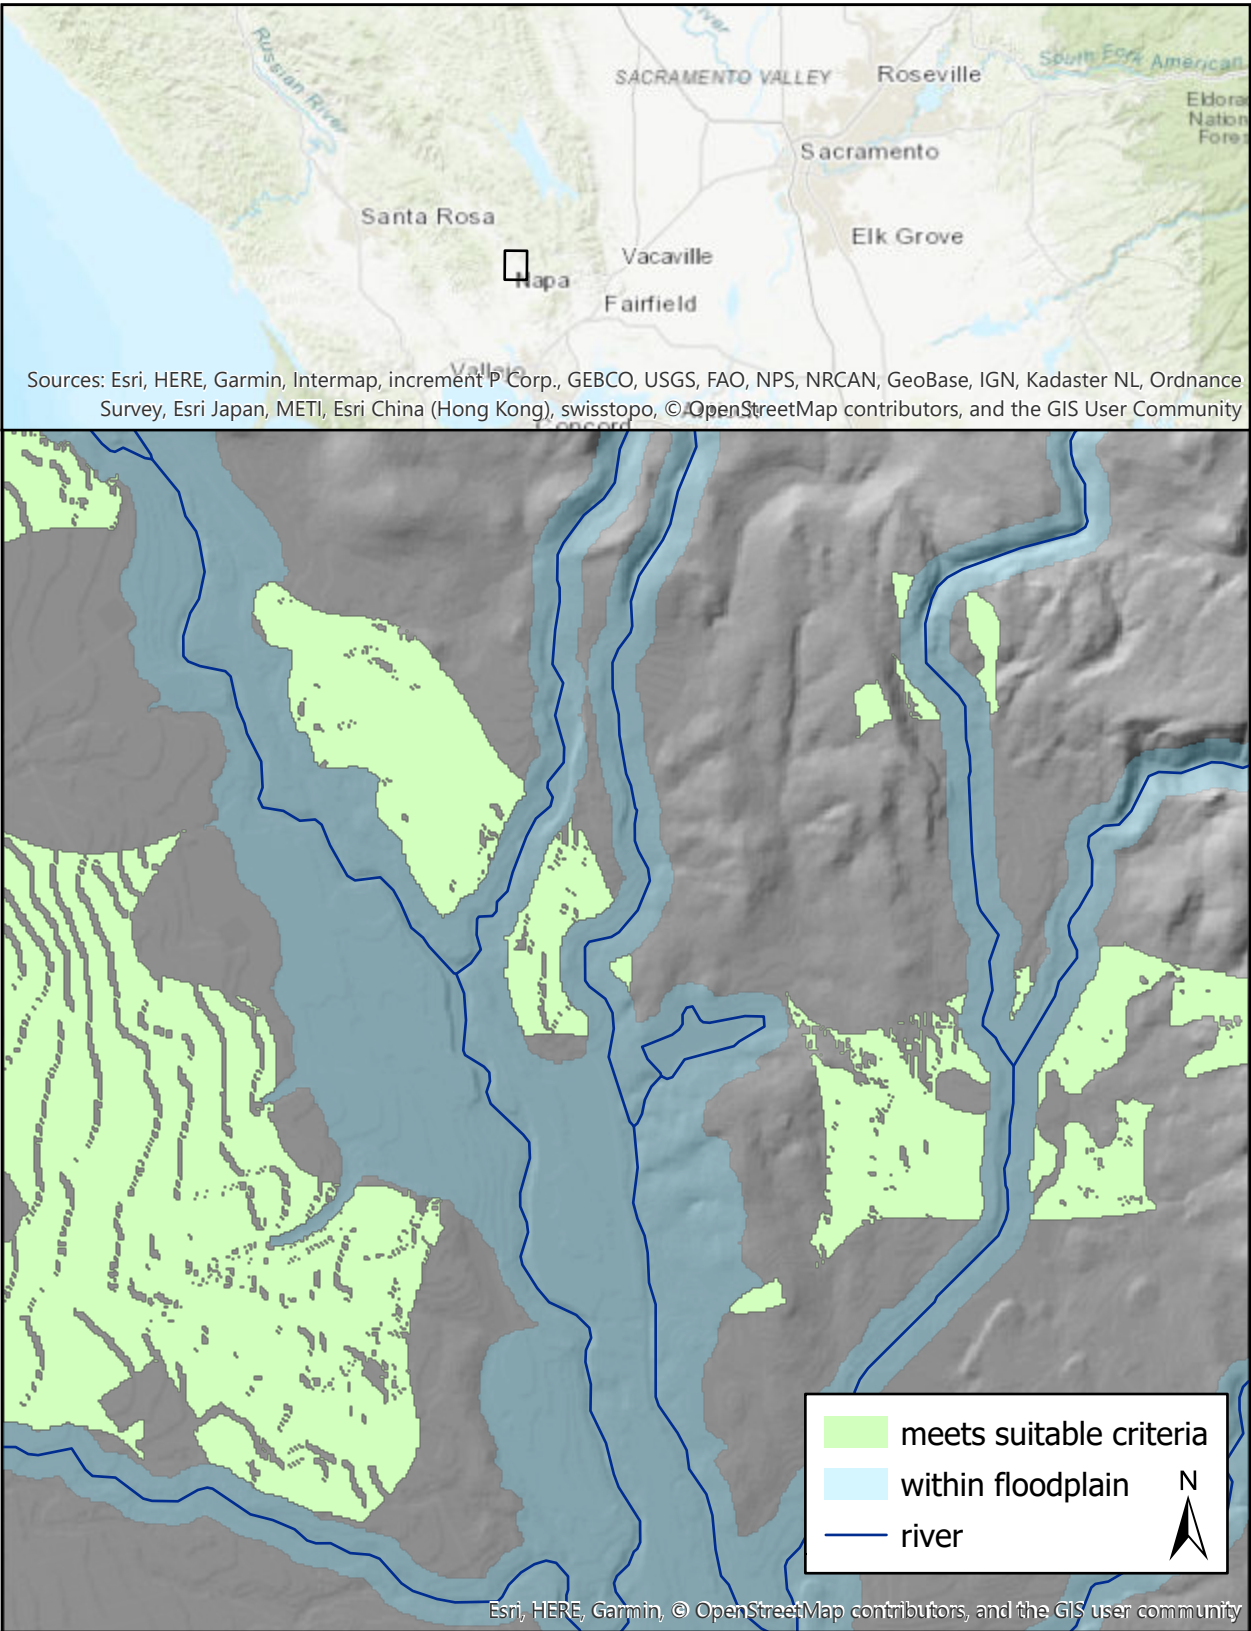 River
Russian River
SACRAMENTO VALLEY
Roseville
South Fork American
Sacramento
Santa Rosa
Elk Grove
Vacaville
Napa
Fairfield
Vallejo
Sources: Esri, HERE, Garmin, Intermap, increment P Corp., GEBCO, USGS, FAO, NPS, NRCAN, GeoBase, IGN, Kadaster NL, Ordnance
Survey, Esri Japan, METI, Esri China (Hong Kong), swisstopo, © OpenStreetMap contributors, and the GIS User Community
Concord
meets suitable criteria
within floodplain
N
river
Esri, HERE, Garmin, © OpenStreetMap contributors, and the GIS user community